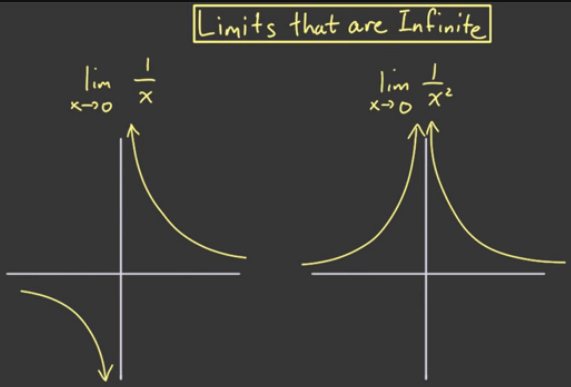 Limits that are Infinite
lim x→0 1/x
lim x→0 1/x²